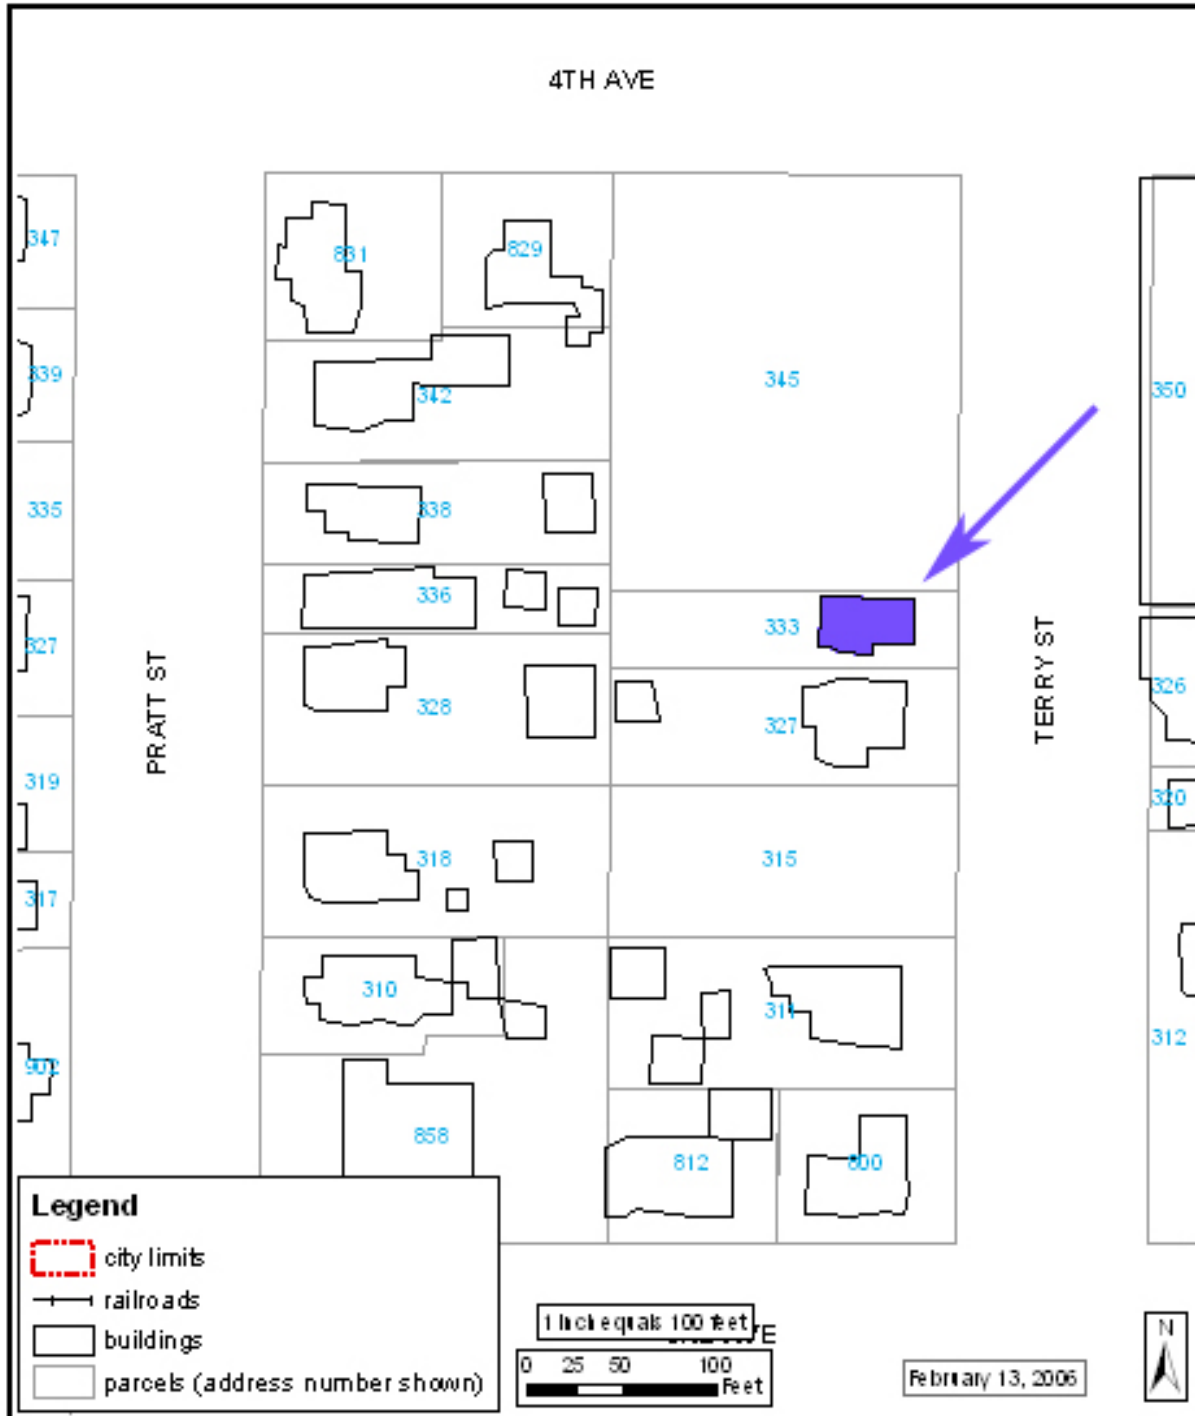 4TH AVE
347
831
829
339
342
345
350
335
338
336
333
327
328
327
326
PRATT ST
TERRY ST
319
320
318
315
317
310
311
312
902
858
812
800
Legend
city limits
railroads
buildings
parcels (address number shown)
1 Inch equals 100 feet
0 25 50 100
Feet
February 13, 2006
N